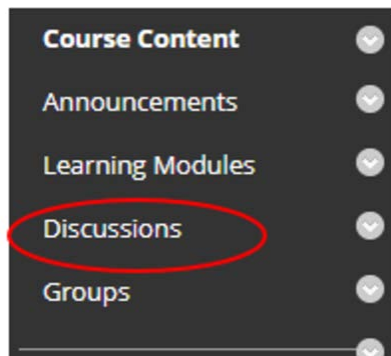 Course Content
Announcements
Learning Modules
Discussions
Groups